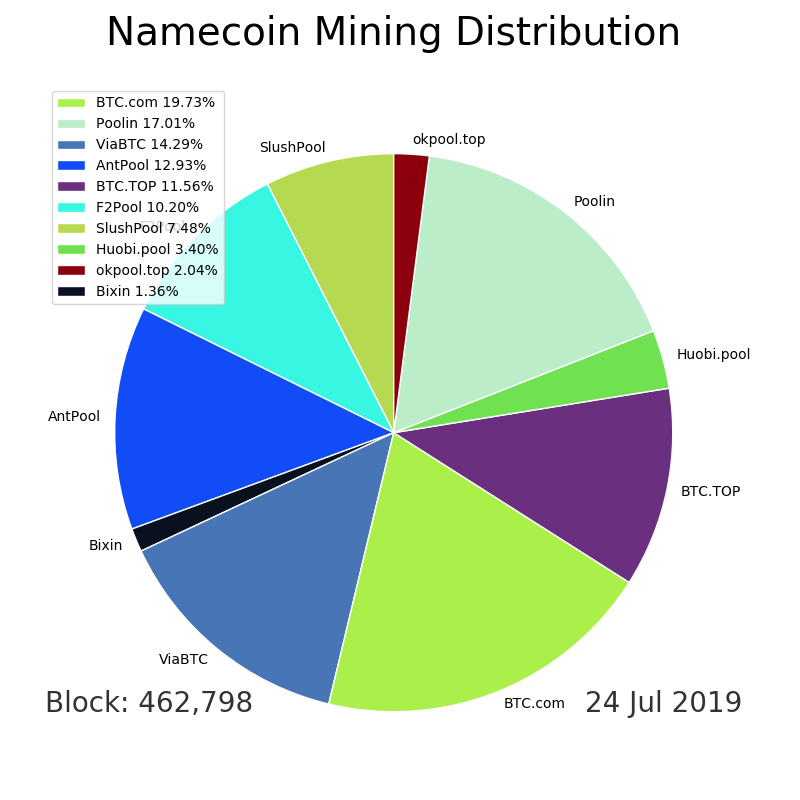 Namecoin Mining Distribution
BTC.com 19.73%
Poolin 17.01%
ViaBTC 14.29%
AntPool 12.93%
BTC.TOP 11.56%
F2Pool 10.20%
SlushPool 7.48%
Huobi.pool 3.40%
okpool.top 2.04%
Bixin 1.36%
okpool.top
SlushPool
Poolin
F2Pool
Huobi.pool
AntPool
BTC.TOP
Bixin
ViaBTC
BTC.com
Block: 462,798
24 Jul 2019